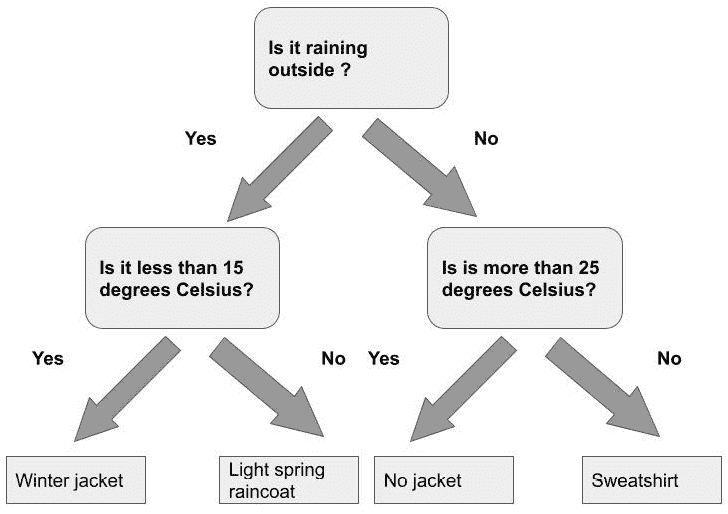 Is it raining
outside ?
Yes
No
Is it less than 15
degrees Celsius?
Is is more than 25
degrees Celsius?
Yes
No
Yes
No
Winter jacket
Light spring
raincoat
No jacket
Sweatshirt